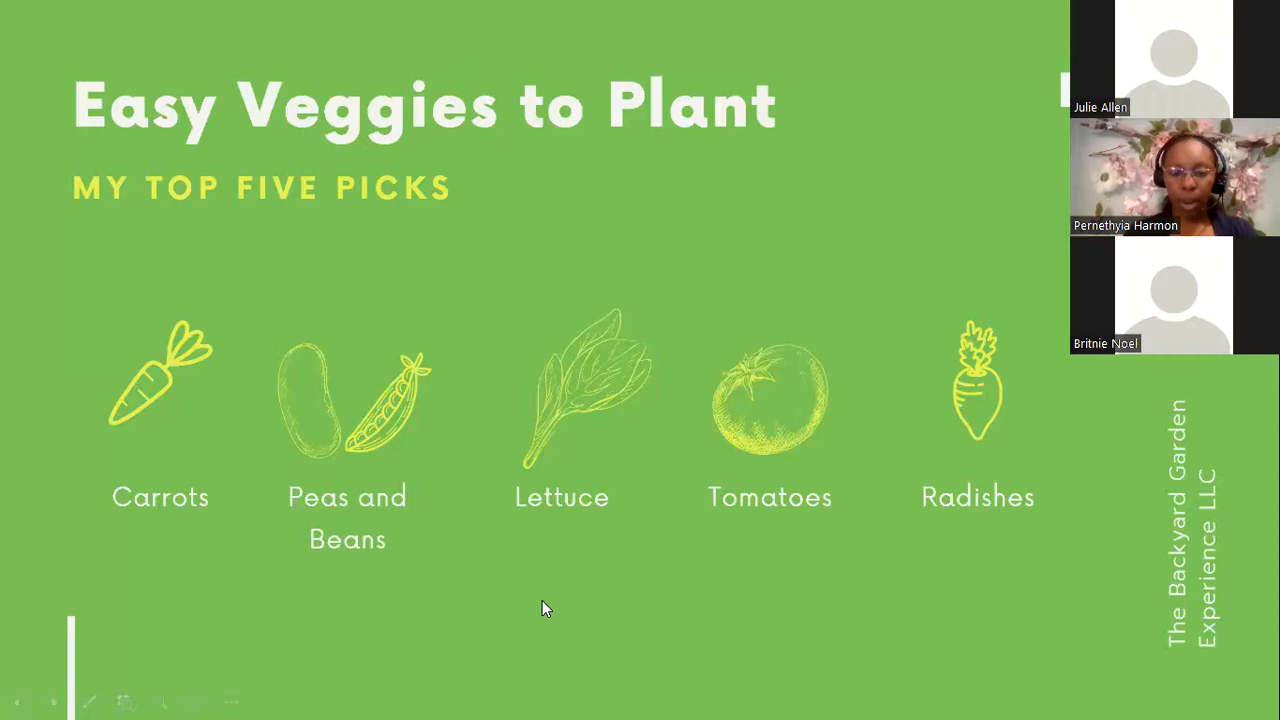 Easy Veggies to Plant
MY TOP FIVE PICKS
Carrots
Peas and
Beans
Lettuce
Tomatoes
Radishes
The Backyard Garden
Experience LLC
Julie Allen
Pernethyia Harmon
Britnie Noel